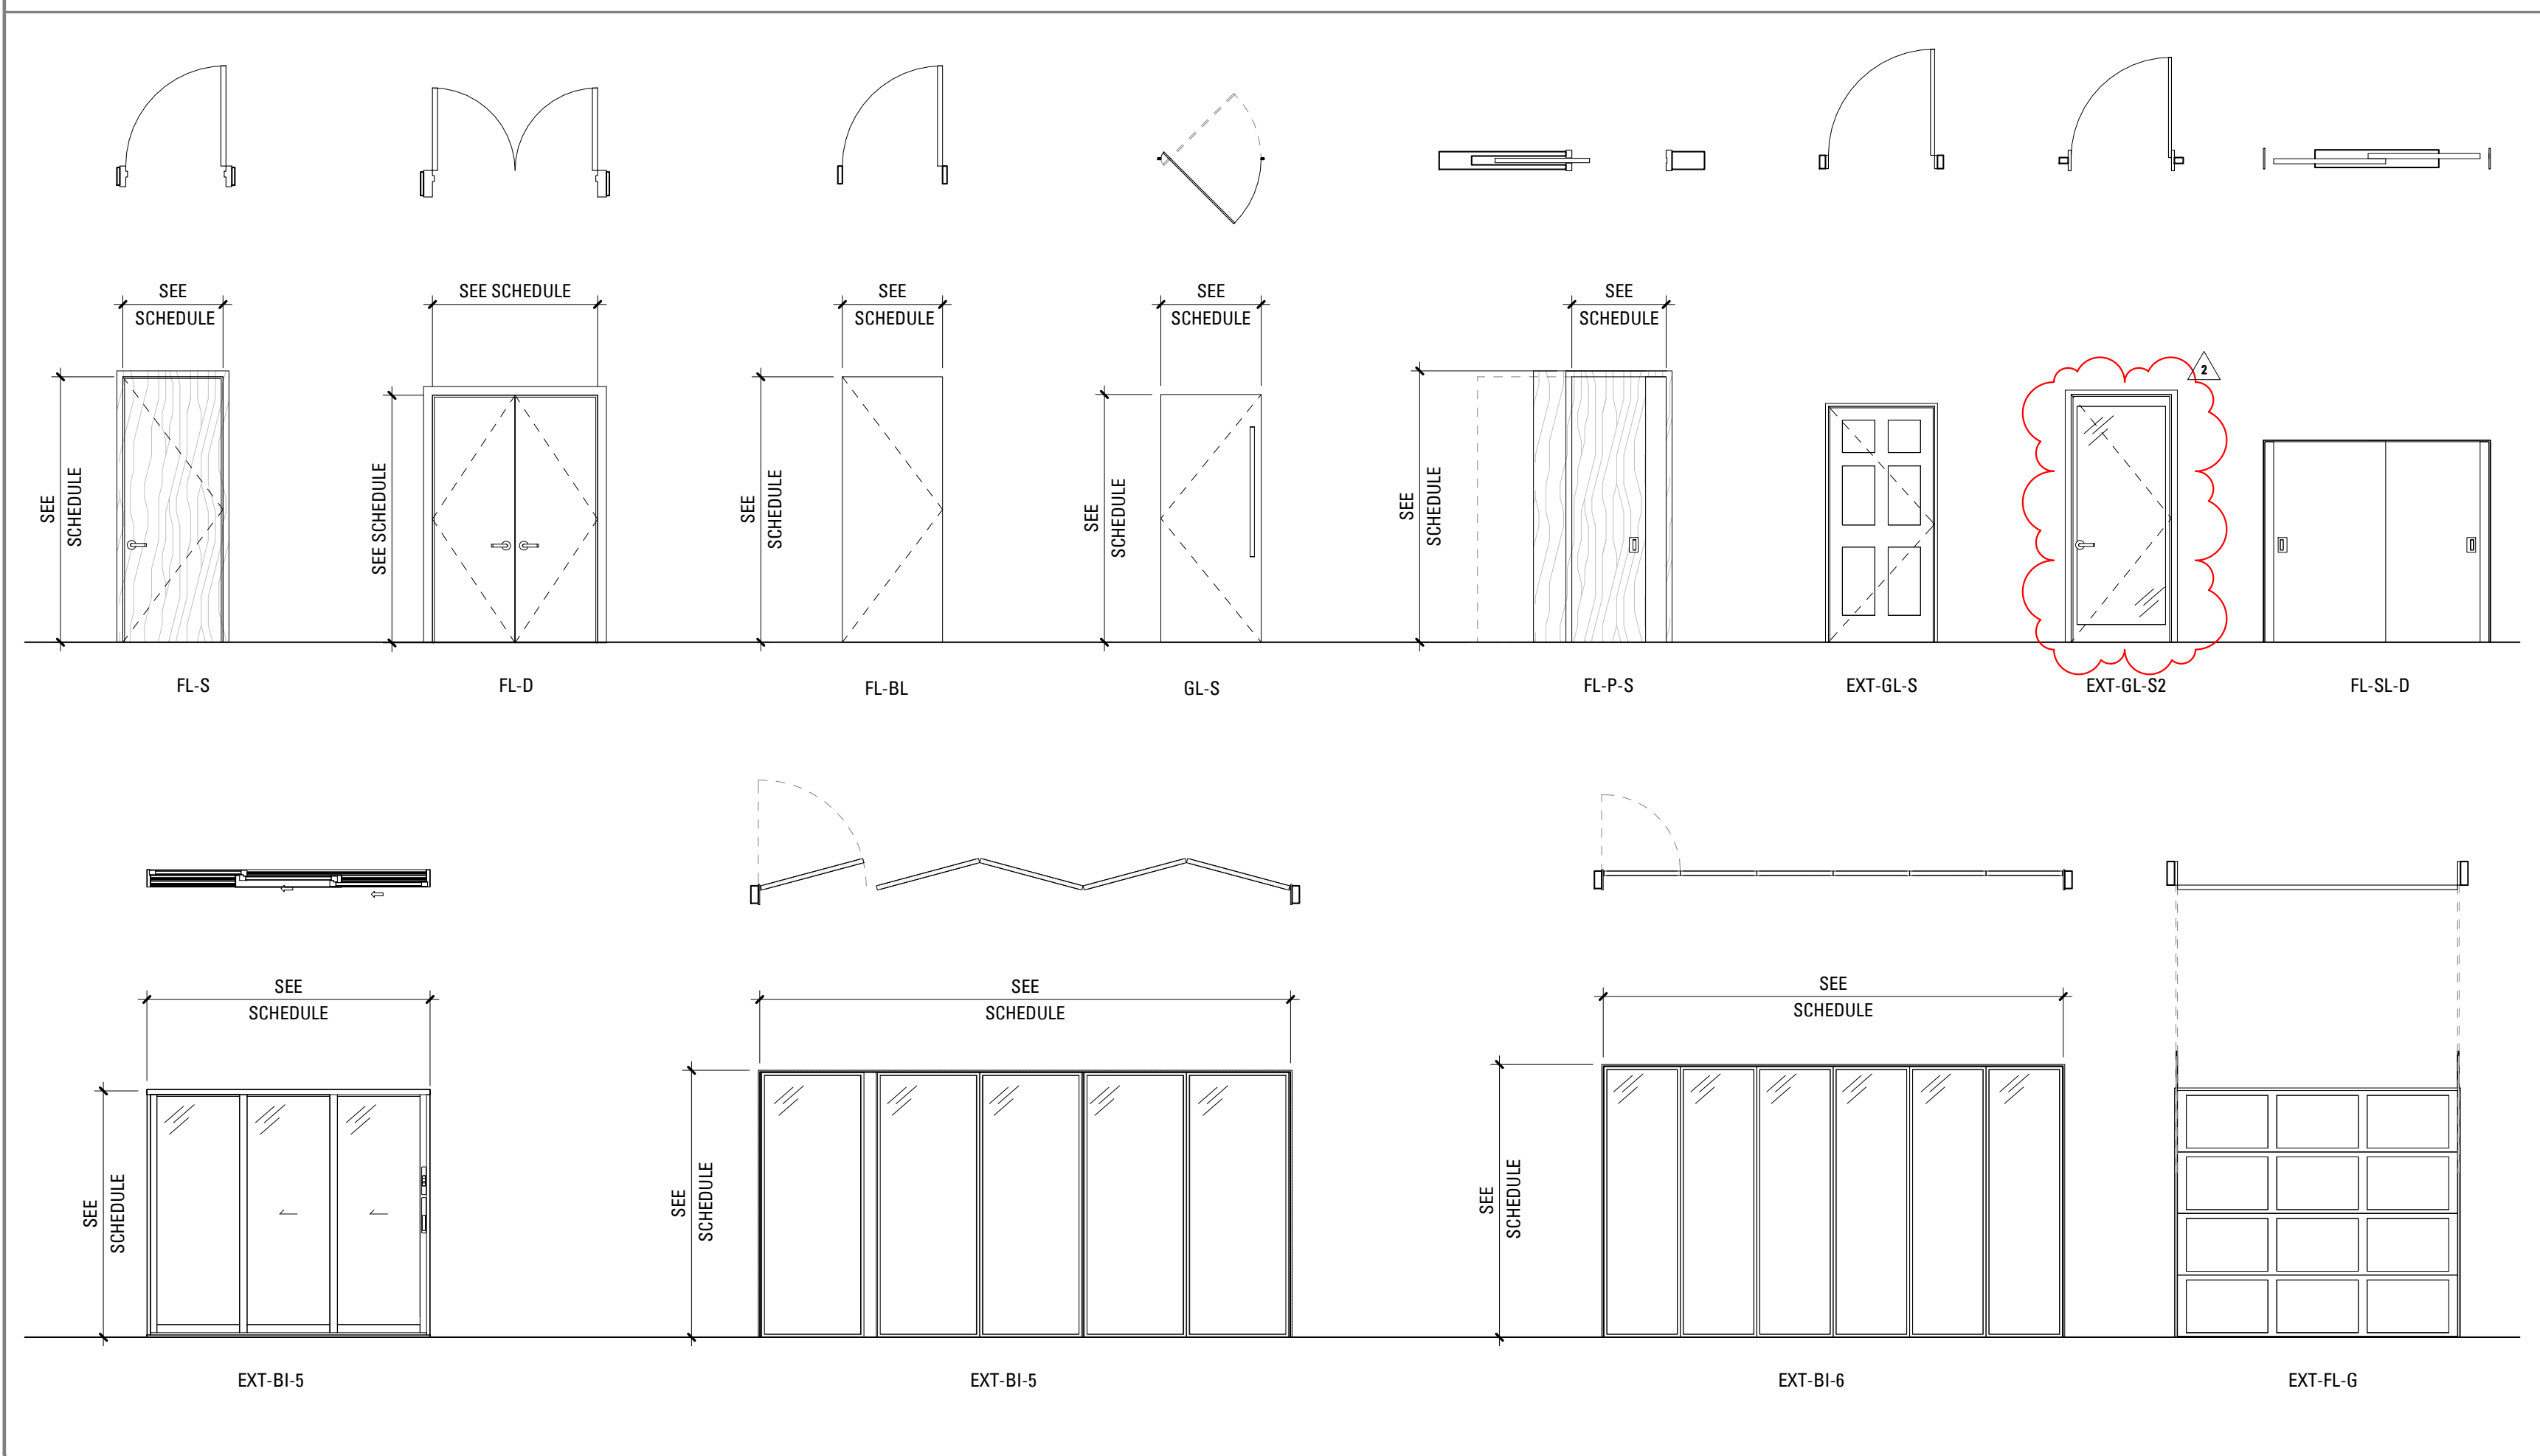 SEE
SCHEDULE
SEE SCHEDULE
SEE
SCHEDULE
SEE
SCHEDULE
SEE
SCHEDULE
2
SEE
SCHEDULE
SEE SCHEDULE
SEE
SCHEDULE
SEE
SCHEDULE
SEE
SCHEDULE
FL-S
FL-D
FL-BL
GL-S
FL-P-S
EXT-GL-S
EXT-GL-S2
FL-SL-D
SEE
SCHEDULE
SEE
SCHEDULE
SEE
SCHEDULE
SEE
SCHEDULE
SEE
SCHEDULE
SEE
SCHEDULE
EXT-BI-5
EXT-BI-5
EXT-BI-6
EXT-FL-G